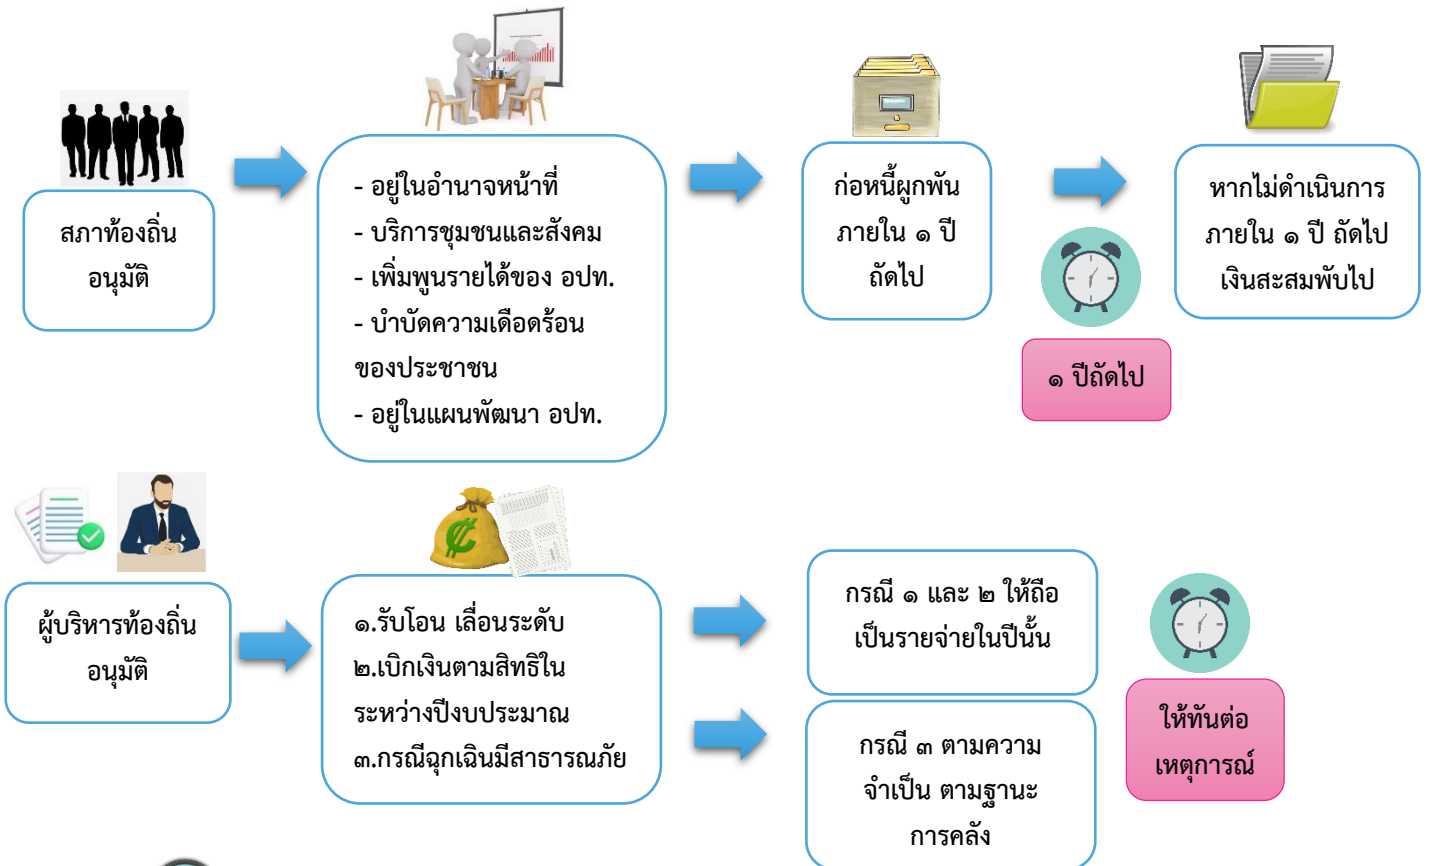 สภาท้องถิ่น
อนุมัติ
- อยู่ในอำนาจหน้าที่
- บริการชุมชนและสังคม
- เพิ่มพูนรายได้ของ อปท.
- บำบัดความเดือดร้อน
ของประชาชน
- อยู่ในแผนพัฒนา อปท.
ก่อหนี้ผูกพัน
ภายใน ๑ ปี
ถัดไป
๑ ปีถัดไป
หากไม่ดำเนินการ
ภายใน ๑ ปี ถัดไป
เงินสะสมพับไป
ผู้บริหารท้องถิ่น
อนุมัติ
๑.รับโอน เลื่อนระดับ
๒.เบิกเงินตามสิทธิใน
ระหว่างปีงบประมาณ
๓.กรณีฉุกเฉินมีสาธารณภัย
กรณี ๑ และ ๒ ให้ถือ
เป็นรายจ่ายในปีนั้น
กรณี ๓ ตามความ
จำเป็น ตามฐานะ
การคลัง
ให้ทันต่อ
เหตุการณ์